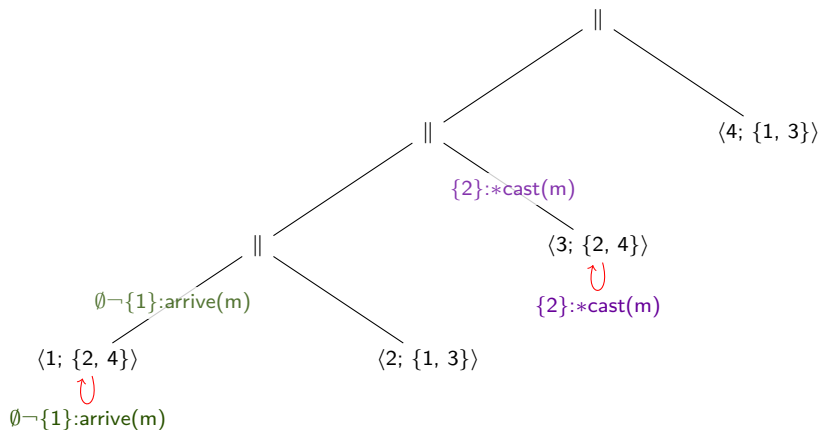 ∥
⟨4; {1, 3}⟩
∥
{2}:∗cast(m)
∥
⟨3; {2, 4}⟩
∅¬{1}:arrive(m)
{2}:∗cast(m)
⟨1; {2, 4}⟩
⟨2; {1, 3}⟩
∅¬{1}:arrive(m)